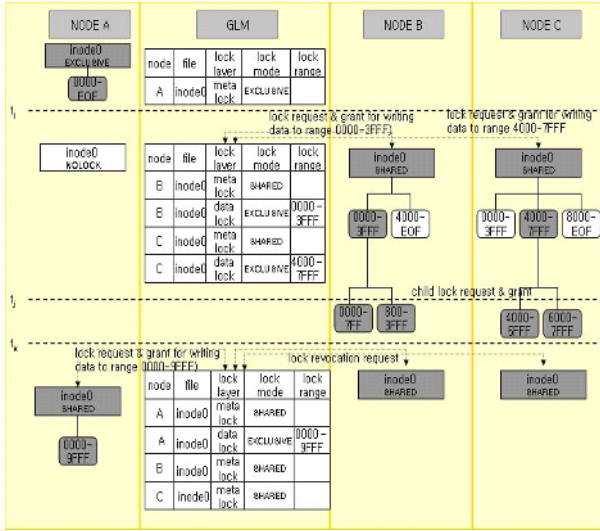 NODE A
GLM
NODE B
NODE C
inode0
EXCLUSIVE
0000-
EOF
node file lock layer lock mode lock range
A inode0 meta lock EXCLUSIVE
t_i
lock request & grant for writing
data to range 0000-3FFF)
lock request & grant for writing
data to range 4000-7FFF
inode0
NOLOCK
node file lock layer lock mode lock range
B inode0 meta lock SHARED
B inode0 data lock EXCLUSIVE 0000-3FFF
C inode0 meta lock SHARED
C inode0 data lock EXCLUSIVE 4000-7FFF
inode0
SHARED
0000-
3FFF
4000-
EOF
inode0
SHARED
0000-
3FFF
4000-
7FFF
8000-
EOF
child lock request & grant
t_j
0000-
7FF
800-
3FFF
4000-
5FFF
6000-
7FFF
t_k
lock request & grant for writing
data to range 0000-9FFF)
lock revocation request
inode0
SHARED
0000-
9FFF
node file lock layer lock mode lock range
A inode0 meta lock SHARED
A inode0 data lock EXCLUSIVE 0000-9FFF
B inode0 meta lock SHARED
C inode0 meta lock SHARED
inode0
SHARED
inode0
SHARED